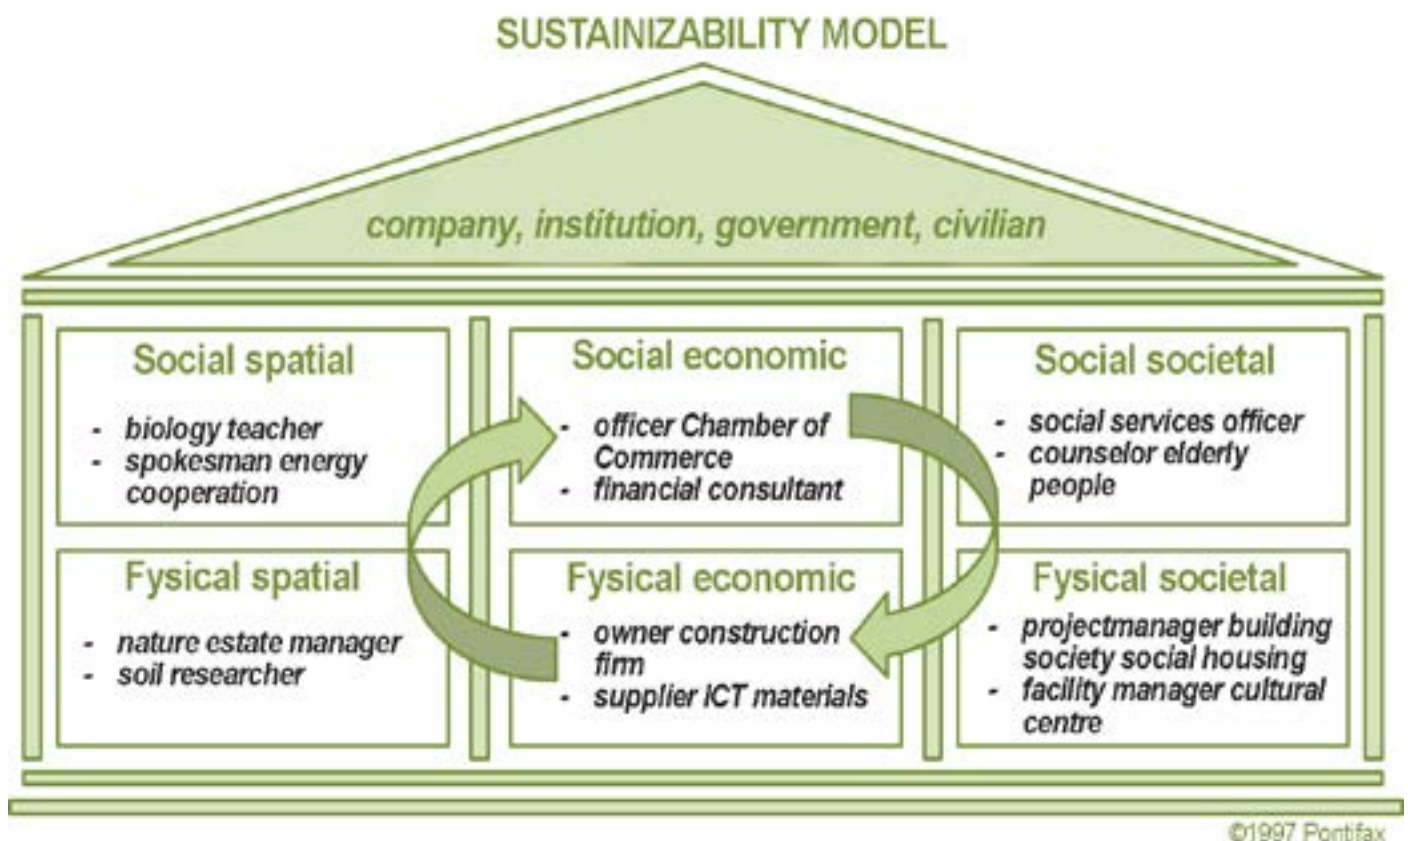 SUSTAINIZABILITY MODEL
company, institution, government, civilian
Social spatial
- biology teacher
- spokesman energy
cooperation
Social economic
- officer Chamber of
Commerce
- financial consultant
Social societal
- social services officer
- counselor elderly
people
Fysical spatial
- nature estate manager
- soil researcher
Fysical economic
- owner construction
firm
- supplier ICT materials
Fysical societal
- projectmanager building
society social housing
- facility manager cultural
centre
©1997 Pontifax